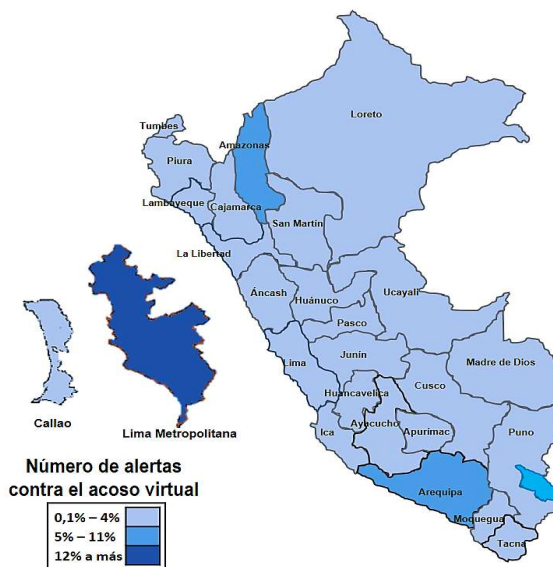 Loreto
Tumbes
Amazonas
Piura
Lambayeque
Cajamarca
San Martín
La Libertad
Áncash
Huánuco
Ucayali
Pasco
Lima
Junín
Madre de Dios
Cusco
Huancavelica
Callao
Lima Metropolitana
Ica
Ayacucho
Apurímac
Puno
Número de alertas
contra el acoso virtual
Arequipa
Moquegua
Tacna
0,1% – 4%
5% – 11%
12% a más